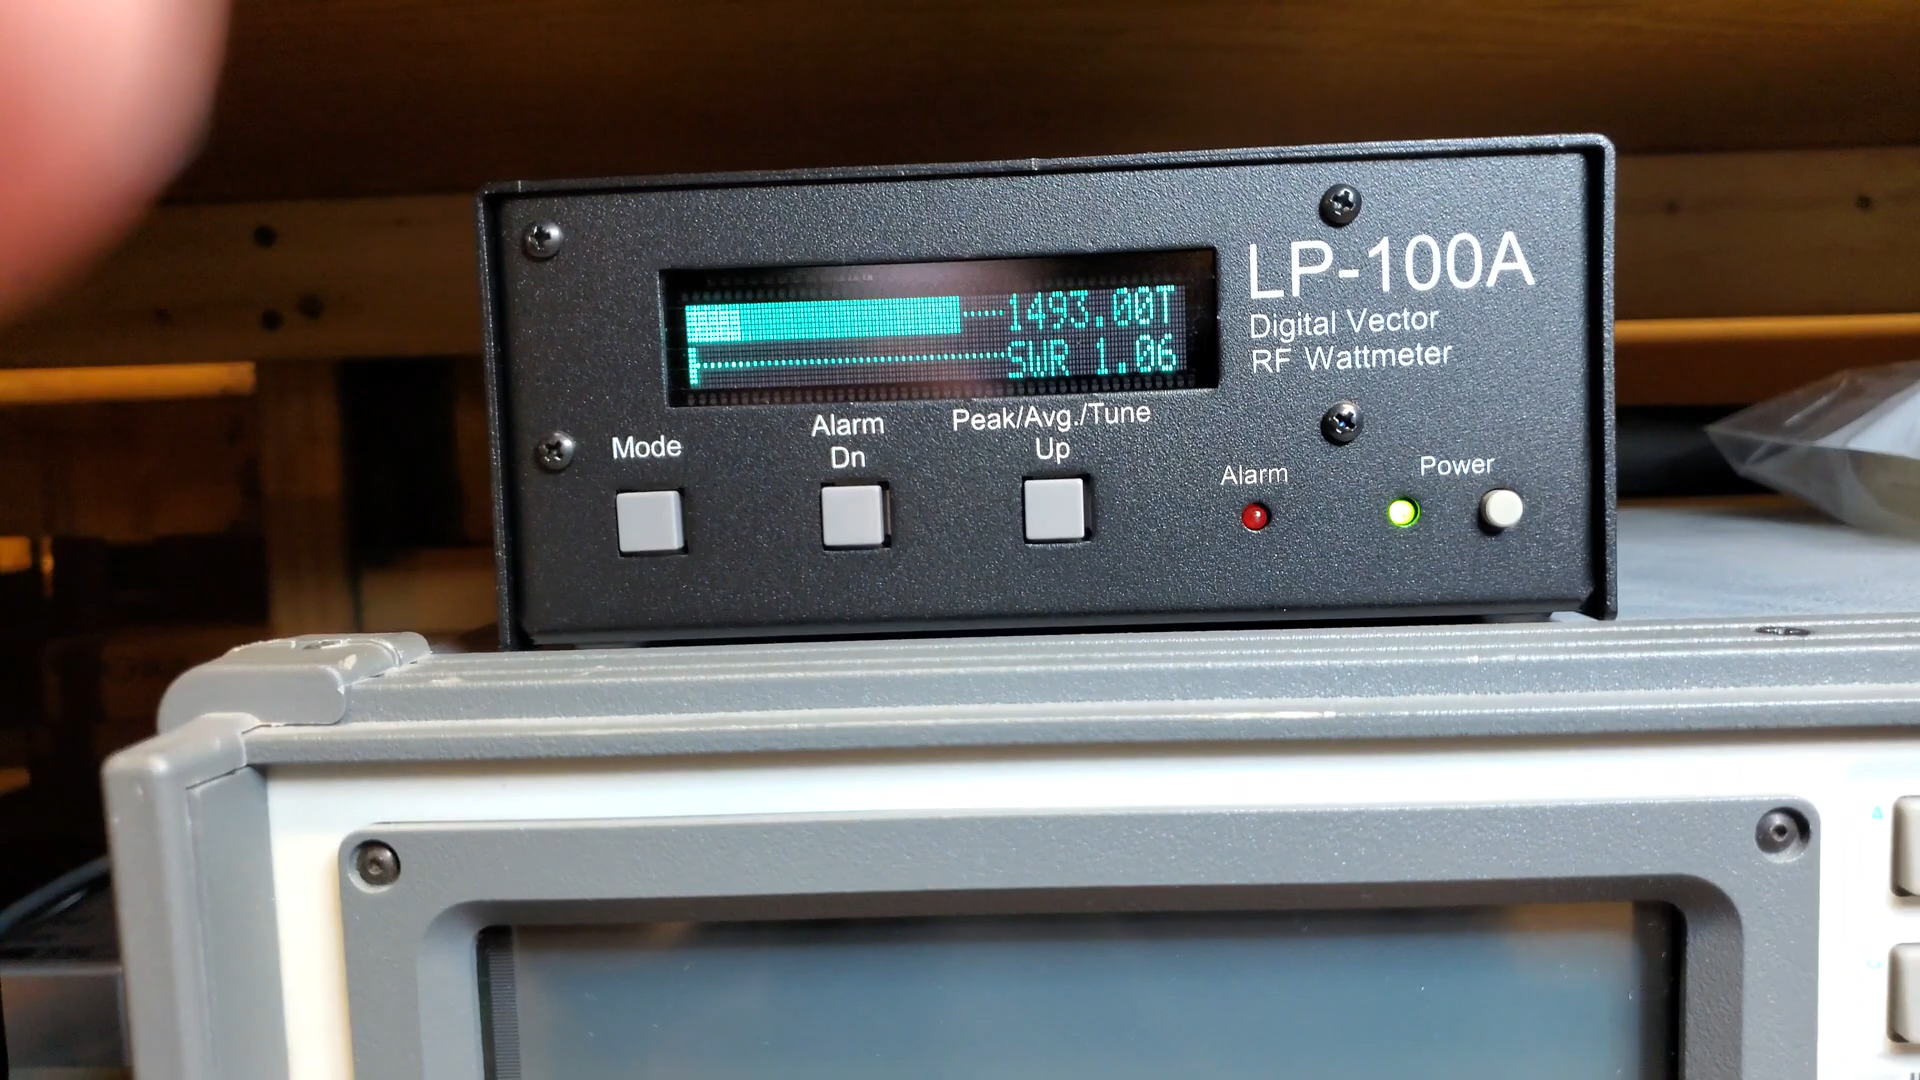 LP-100A
Digital Vector
RF Wattmeter
1493.00T
SWR 1.06
Mode
Alarm
Dn
Peak/Avg./Tune
Up
Alarm
Power